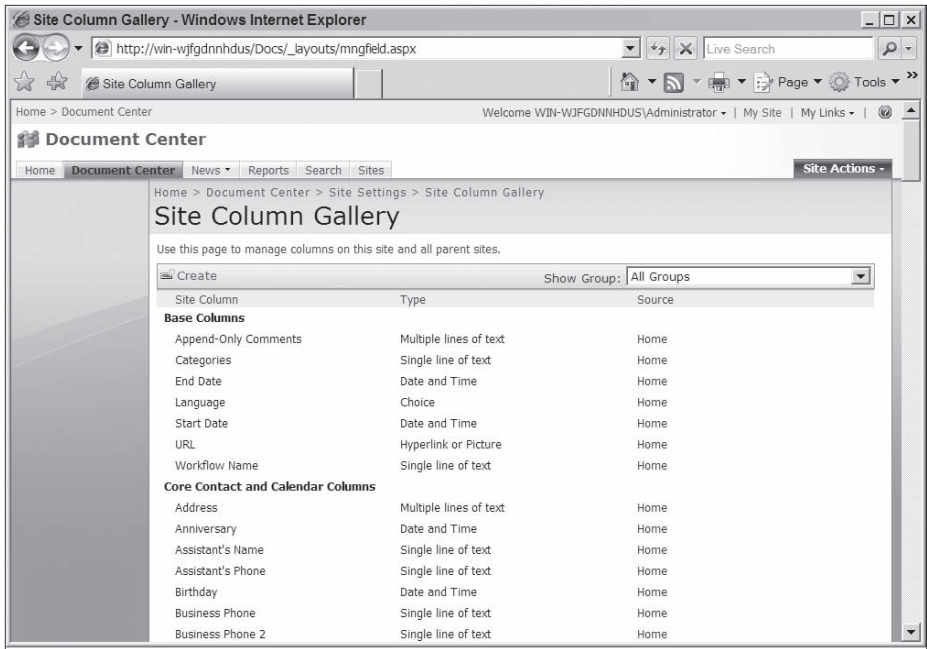 Site Column Gallery - Windows Internet Explorer
http://win-wjfgdnnhdus/Docs/_layouts/mngfield.aspx
Live Search
Site Column Gallery
Page
Tools
Home > Document Center
Welcome WIN-WJFGDNNHDUS\Administrator | My Site | My Links |
Document Center
Home Document Center News Reports Search Sites
Site Actions
Home > Document Center > Site Settings > Site Column Gallery
Site Column Gallery
Use this page to manage columns on this site and all parent sites.
Create
Show Group: All Groups
Site Column Type Source
Base Columns
Append-Only Comments Multiple lines of text Home
Categories Single line of text Home
End Date Date and Time Home
Language Choice Home
Start Date Date and Time Home
URL Hyperlink or Picture Home
Workflow Name Single line of text Home
Core Contact and Calendar Columns
Address Multiple lines of text Home
Anniversary Date and Time Home
Assistant's Name Single line of text Home
Assistant's Phone Single line of text Home
Birthday Date and Time Home
Business Phone Single line of text Home
Business Phone 2 Single line of text Home